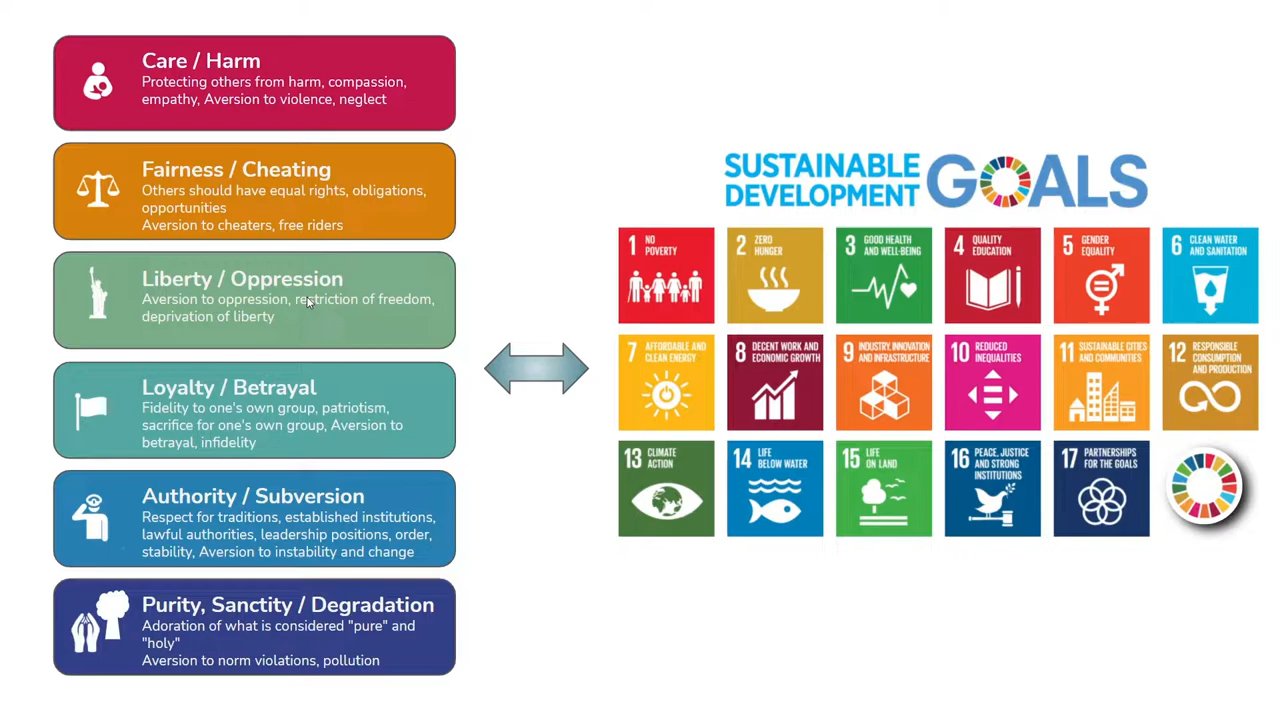 Care / Harm
Protecting others from harm, compassion,
empathy, Aversion to violence, neglect
Fairness / Cheating
Others should have equal rights, obligations,
opportunities
Aversion to cheaters, free riders
Liberty / Oppression
Aversion to oppression, restriction of freedom,
deprivation of liberty
Loyalty / Betrayal
Fidelity to one's own group, patriotism,
sacrifice for one's own group, Aversion to
betrayal, infidelity
Authority / Subversion
Respect for traditions, established institutions,
lawful authorities, leadership positions, order,
stability, Aversion to instability and change
Purity, Sanctity / Degradation
Adoration of what is considered "pure" and
"holy"
Aversion to norm violations, pollution
SUSTAINABLE
DEVELOPMENT
GOALS
1 NO
POVERTY
2 ZERO
HUNGER
3 GOOD HEALTH
AND WELL-BEING
4 QUALITY
EDUCATION
5 GENDER
EQUALITY
6 CLEAN WATER
AND SANITATION
7 AFFORDABLE AND
CLEAN ENERGY
8 DECENT WORK AND
ECONOMIC GROWTH
9 INDUSTRY, INNOVATION
AND INFRASTRUCTURE
10 REDUCED
INEQUALITIES
11 SUSTAINABLE CITIES
AND COMMUNITIES
12 RESPONSIBLE
CONSUMPTION
AND PRODUCTION
13 CLIMATE
ACTION
14 LIFE
BELOW WATER
15 LIFE
ON LAND
16 PEACE, JUSTICE
AND STRONG
INSTITUTIONS
17 PARTNERSHIPS
FOR THE GOALS